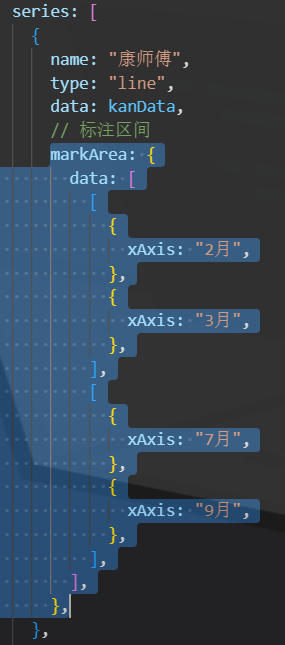 series: [
{
name: "康师傅",
type: "line",
data: kanData,
// 标注区间
markArea: {
data: [
[
{
xAxis: "2月",
},
{
xAxis: "3月",
},
],
[
{
xAxis: "7月",
},
{
xAxis: "9月",
},
],
],
},
},